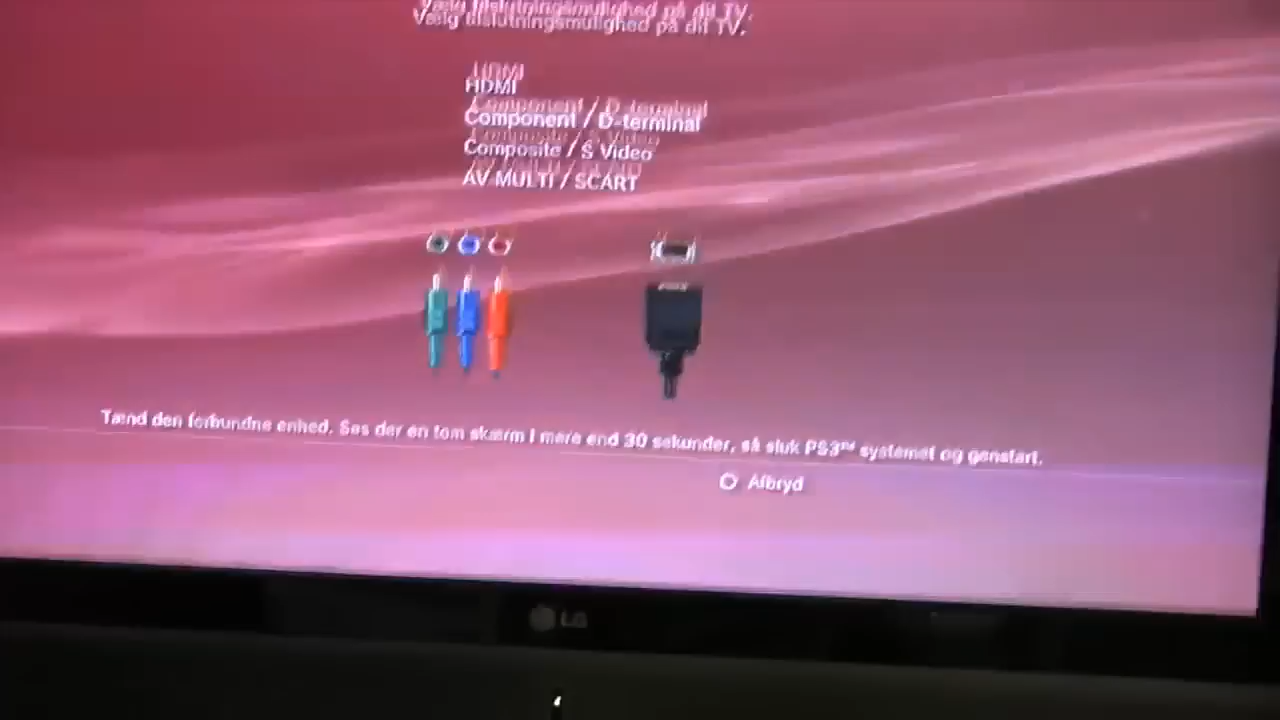 Vælg tilslutningsmulighed på dit TV.
HDMI
Component / D-terminal
Composite / S Video
AV MULTI / SCART
Tænd den forbundne enhed. Ses der en tom skærm i mere end 30 sekunder, så sluk PS3™ systemet og genstart.
Afbryd
LG